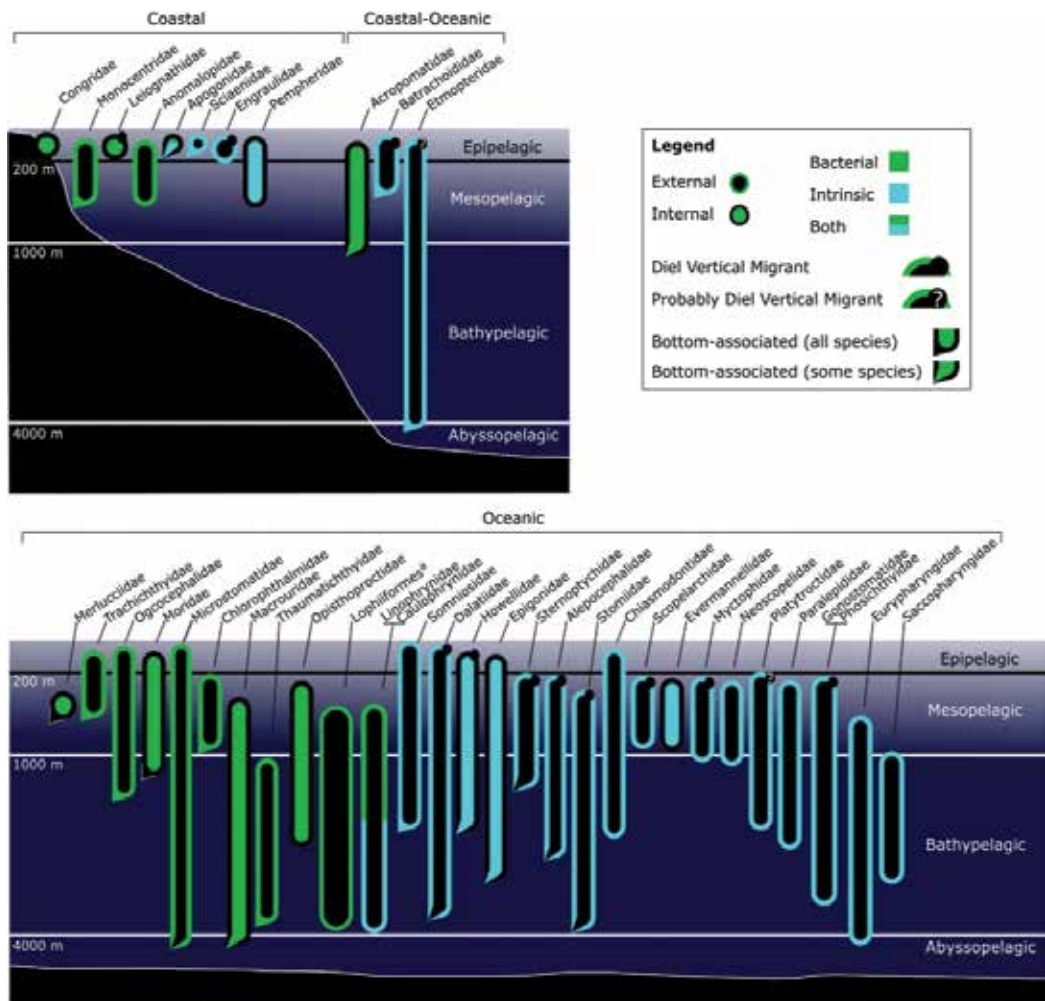 Coastal
Coastal-Oceanic
Congridae
Monocentridae
Leiognathidae
Anomalopidae
Apogonidae
Sciaenidae
Engraulidae
Pempheridae
Acropomatidae
Batrachoididae
Etmopteridae
200 m
Epipelagic
Mesopelagic
1000 m
Bathypelagic
4000 m
Abyssopelagic
Legend
External
Internal
Bacterial
Intrinsic
Both
Diel Vertical Migrant
Probably Diel Vertical Migrant
?
Bottom-associated (all species)
Bottom-associated (some species)
Oceanic
Merlucciidae
Trachichthyidae
Ogcocephalidae
Moridae
Microstomatidae
Chlorophthalmidae
Macrouridae
Thaumatichthyidae
Opisthoproctidae
Lophiiformes*
Linophrynidae
Caulophrynidae
Somniosidae
Dalatiidae
Howellidae
Epigonidae
Sternoptychidae
Alepocephalidae
Stomiidae
Chiasmodontidae
Scopelarchidae
Evermannellidae
Myctophidae
Neoscopelidae
Platytroctidae
Paralepididae
Gonostomatidae
Phosichthyidae
Eurypharyngidae
Saccopharyngidae
200 m
Epipelagic
Mesopelagic
1000 m
Bathypelagic
4000 m
Abyssopelagic